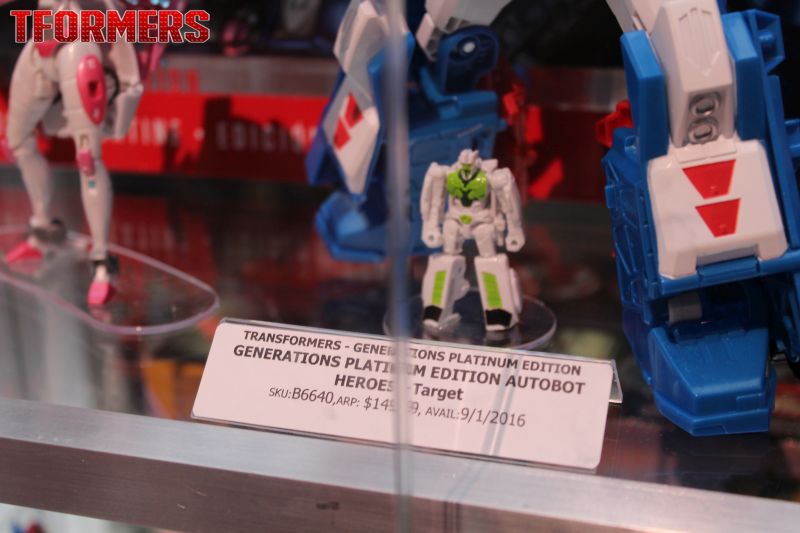 TFORMERS
EDICIÓN
TRANSFORMERS - GENERATIONS PLATINUM EDITION
GENERATIONS PLATINUM EDITION AUTOBOT
HEROES - Target
SKU:B6640,ARP: $149.99, AVAIL:9/1/2016